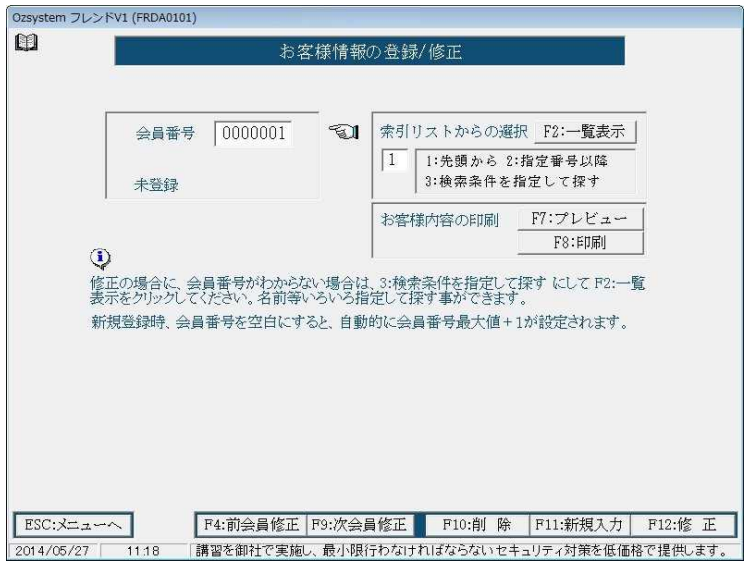 Ozsystem フレンドV1 (FRDA0101)
お客様情報の登録/修正
会員番号 0000001
未登録
索引リストからの選択 F2:一覧表示
1 1:先頭から 2:指定番号以降
3:検索条件を指定して探す
お客様内容の印刷 F7:プレビュー
F8:印刷
修正の場合に、会員番号がわからない場合は、3:検索条件を指定して探す にして F2:一覧
表示をクリックしてください。名前等いろいろ指定して探す事ができます。
新規登録時、会員番号を空白にすると、自動的に会員番号最大値+1が設定されます。
ESC:メニューへ F4:前会員修正 F9:次会員修正 F10:削 除 F11:新規入力 F12:修 正
2014/05/27 11:18 講習を御社で実施し、最小限行わなければならないセキュリティ対策を低価格で提供します。